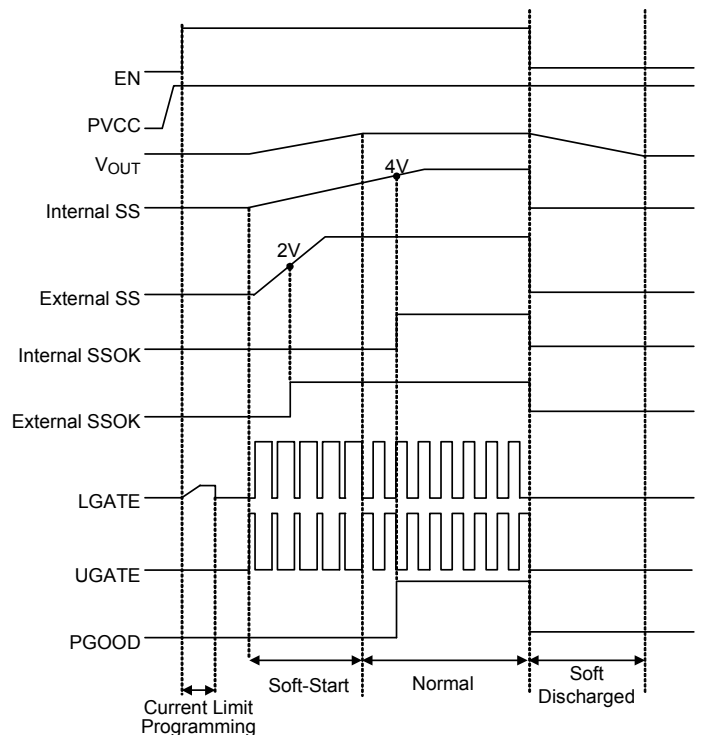 EN
PVCC
VOUT
4V
Internal SS
2V
External SS
Internal SSOK
External SSOK
LGATE
UGATE
PGOOD
Soft-Start
Normal
Soft
Discharged
Current Limit
Programming